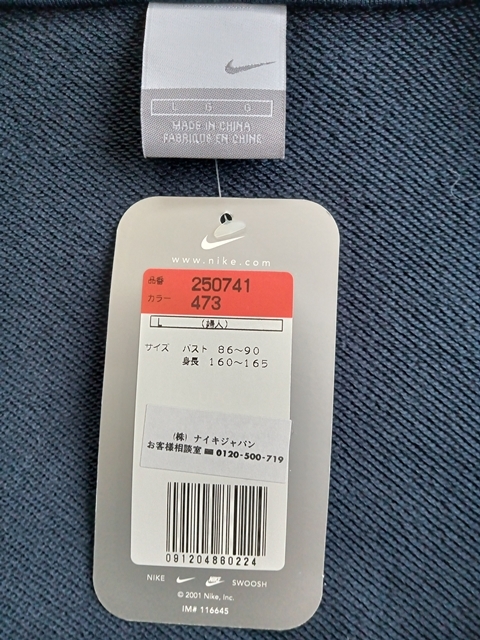 L G G
MADE IN CHINA
FABRIQUE EN CHINE
www.nike.com
品番 250741
カラー 473
L (婦人)
サイズ バスト 86〜90
身長 160〜165
(株) ナイキジャパン
お客様相談室 0120-500-719
091204860224
NIKE SWOOSH
© 2001 Nike, Inc.
IM# 116645